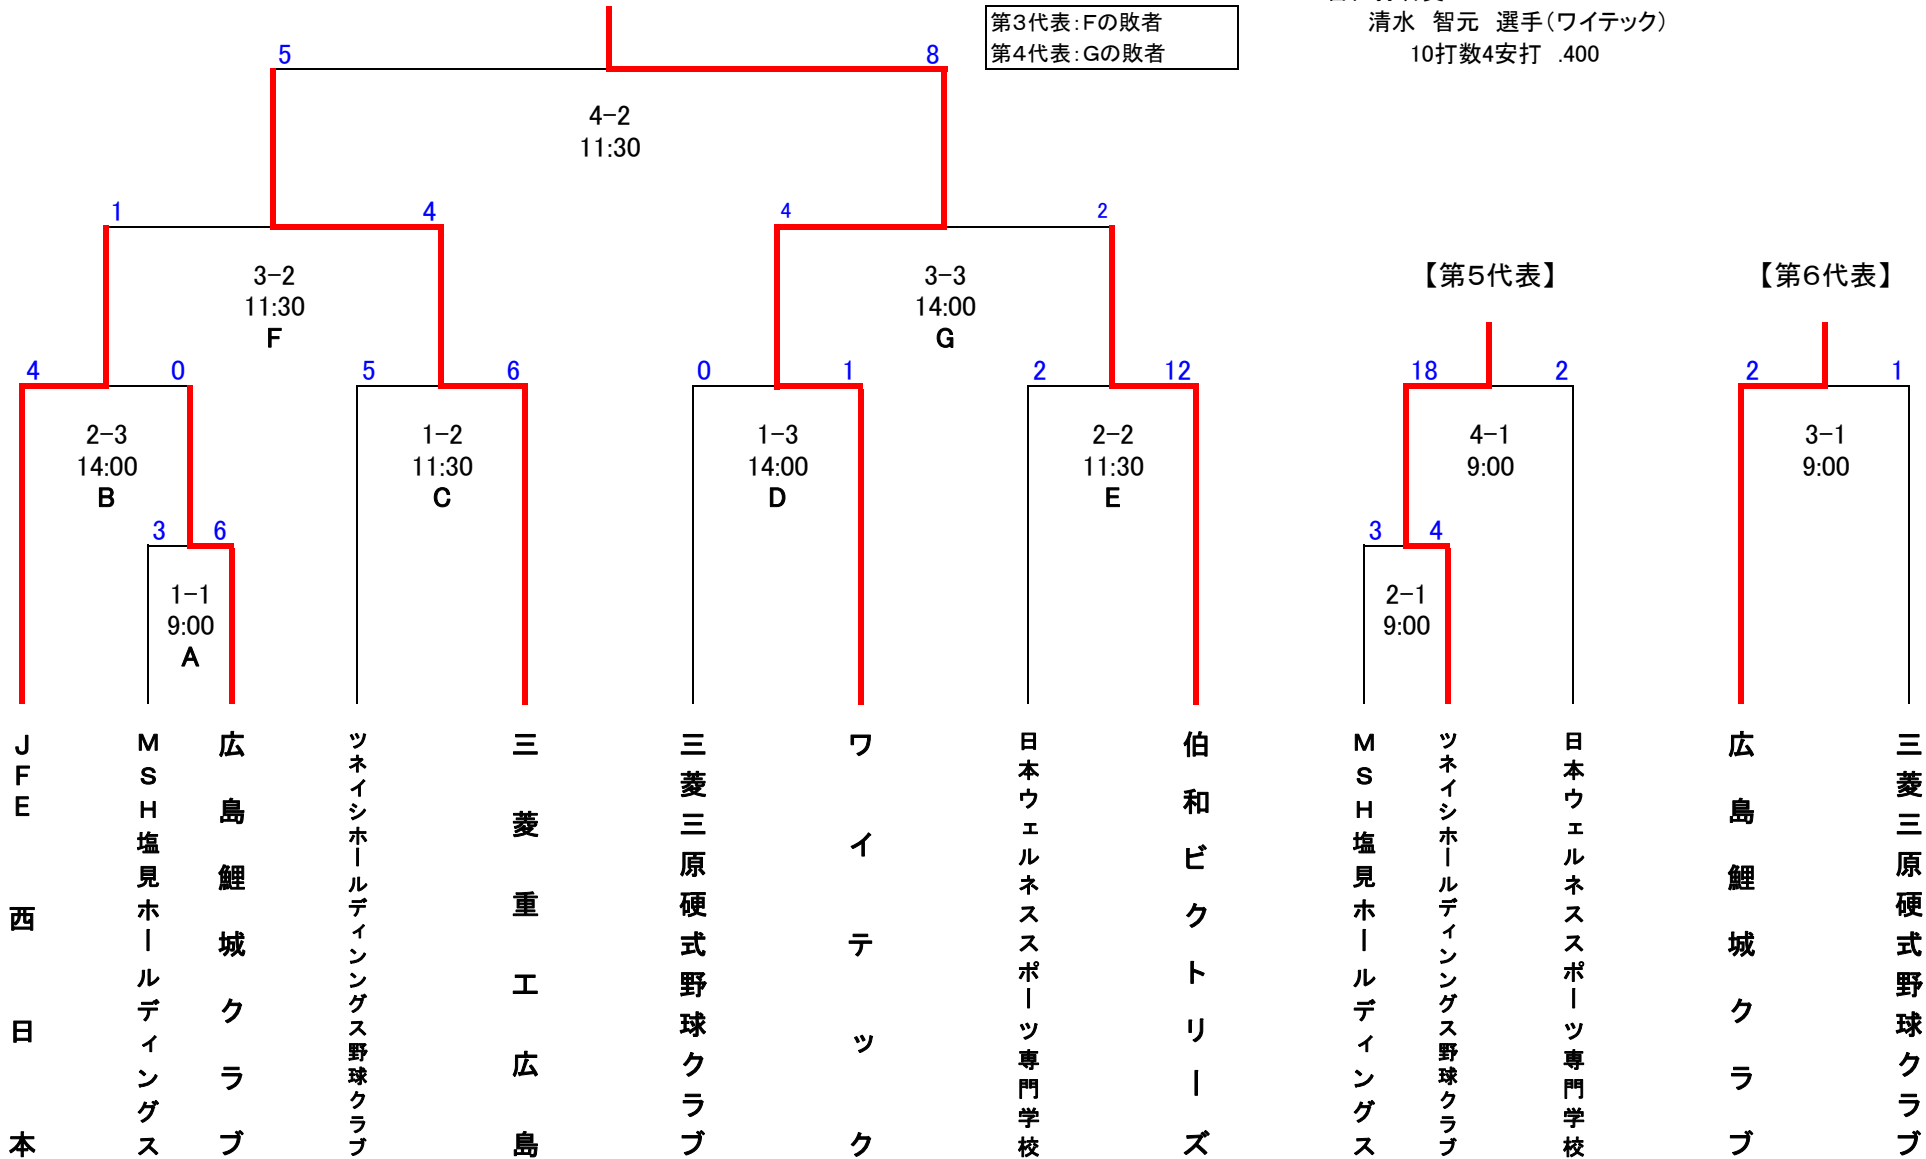 第3代表:Fの敗者
第4代表:Gの敗者
清水 智元 選手(ワイテック)
10打数4安打 .400
5
8
4-2
11:30
1
4
4
2
3-2
11:30
F
3-3
14:00
G
【第5代表】
【第6代表】
4
0
5
6
0
1
2
12
18
2
2
1
2-3
14:00
B
1-2
11:30
C
1-3
14:00
D
2-2
11:30
E
4-1
9:00
3-1
9:00
3
6
3
4
1-1
9:00
A
2-1
9:00
JFE西日本
MSH塩見ホールディングス
広島鯉城クラブ
ツネイシホールディングス野球クラブ
三菱重工広島
三菱三原硬式野球クラブ
ワイテック
日本ウェルネススポーツ専門学校
伯和ビクトリーズ
MSH塩見ホールディングス
ツネイシホールディングス野球クラブ
日本ウェルネススポーツ専門学校
広島鯉城クラブ
三菱三原硬式野球クラブ